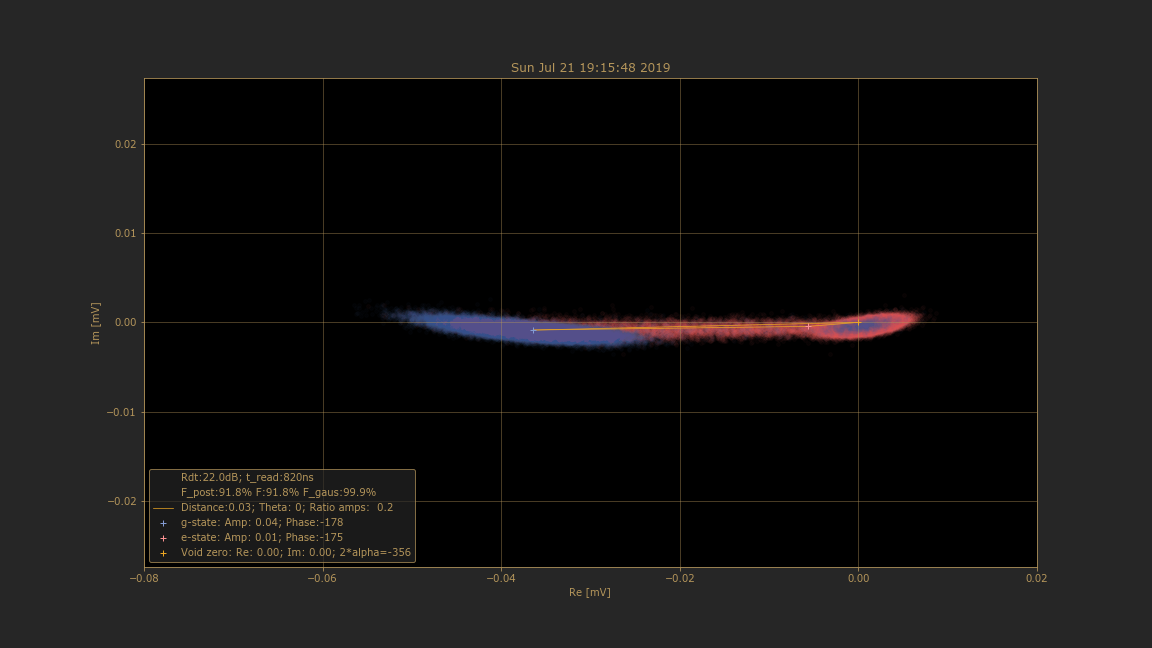 Sun Jul 21 19:15:48 2019
Im [mV]
0.02
0.01
0.00
−0.01
−0.02
Rdt:22.0dB; t_read:820ns
F_post:91.8% F:91.8% F_gaus:99.9%
Distance:0.03; Theta: 0; Ratio amps:  0.2
g-state: Amp: 0.04; Phase:-178
e-state: Amp: 0.01; Phase:-175
Void zero: Re: 0.00; Im: 0.00; 2*alpha=-356
−0.08 −0.06 −0.04 −0.02 0.00 0.02
Re [mV]